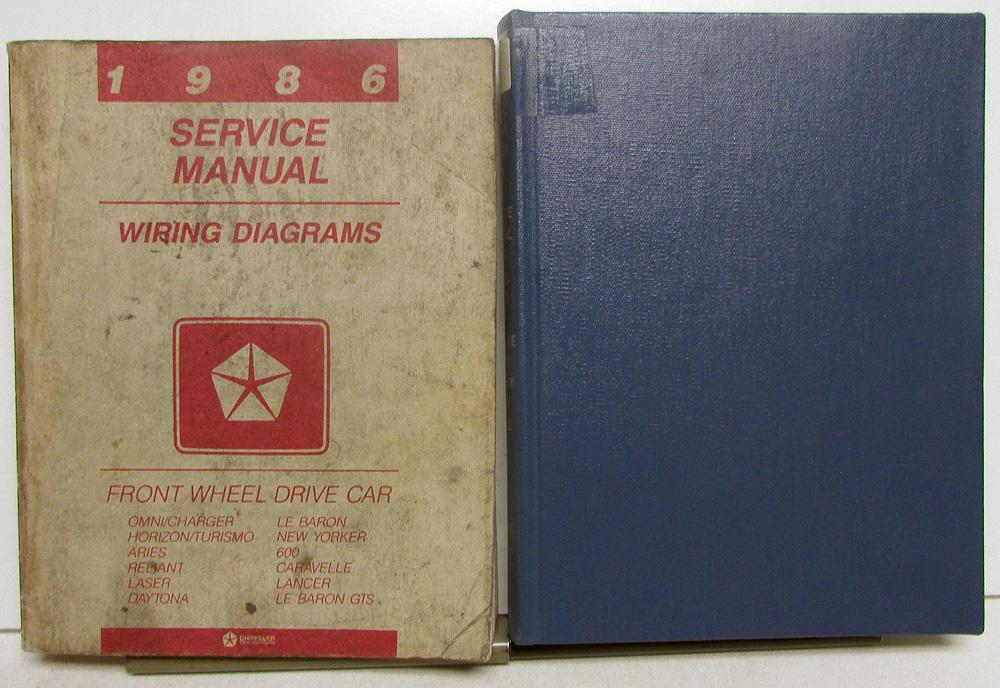 1 9 8 6
SERVICE
MANUAL
WIRING DIAGRAMS
FRONT WHEEL DRIVE CAR
OMNI/CHARGER
HORIZON/TURISMO
ARIES
RELIANT
LASER
DAYTONA
LE BARON
NEW YORKER
600
CARAVELLE
LANCER
LE BARON GTS
CHRYSLER